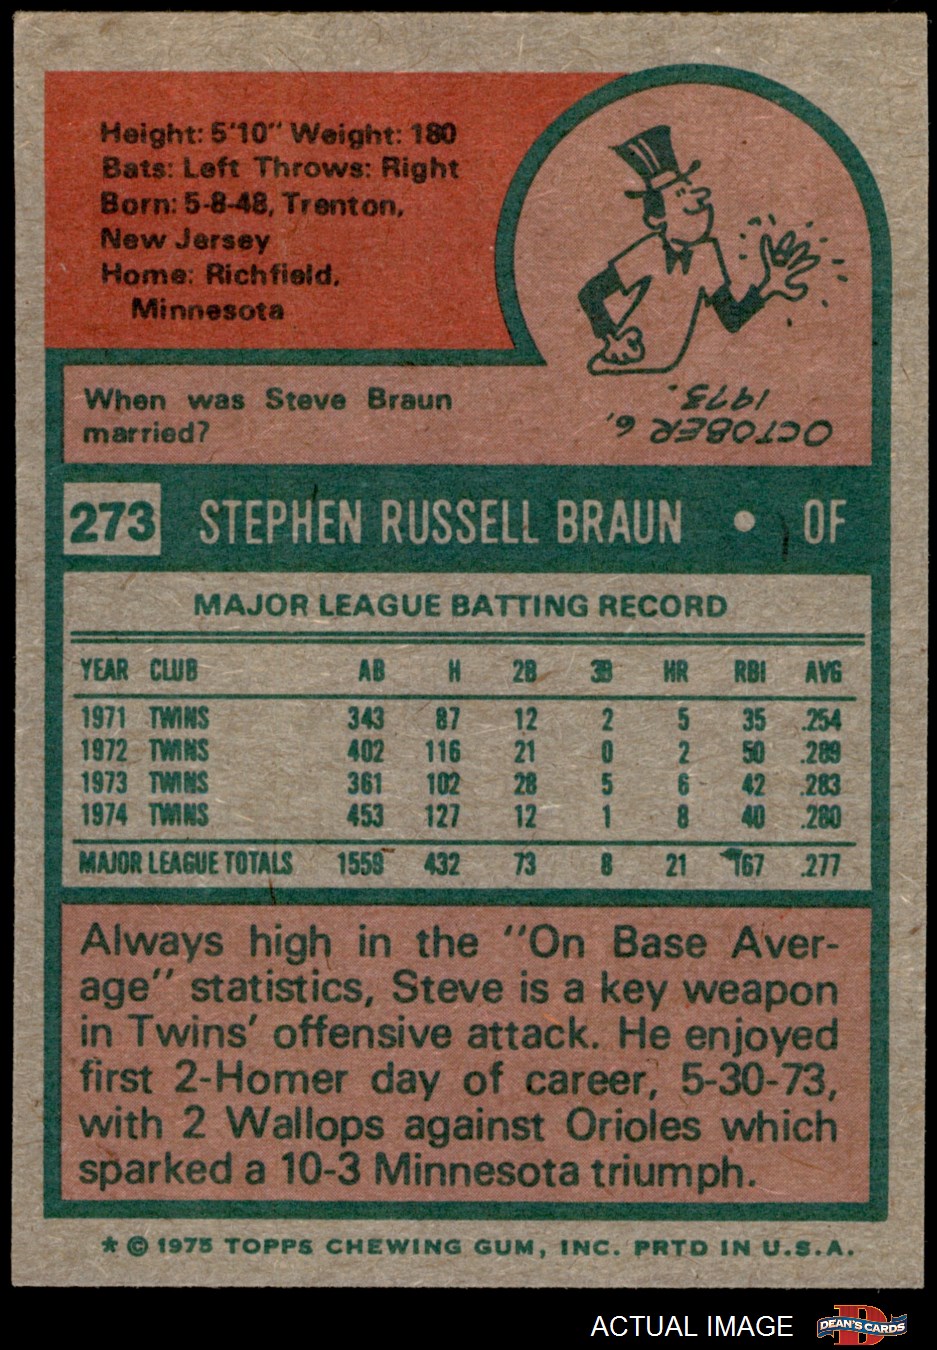 Height: 5'10" Weight: 180
Bats: Left Throws: Right
Born: 5-8-48, Trenton,
New Jersey
Home: Richfield,
Minnesota
When was Steve Braun
married?
OCTOBER 6,
1973.
273 STEPHEN RUSSELL BRAUN • OF
MAJOR LEAGUE BATTING RECORD
YEAR CLUB AB H 2B 3B HR RBI AVG
1971 TWINS 343 87 12 2 5 35 .254
1972 TWINS 402 116 21 0 2 50 .289
1973 TWINS 361 102 28 5 6 42 .283
1974 TWINS 453 127 12 1 8 40 .280
MAJOR LEAGUE TOTALS 1559 432 73 8 21 167 .277
Always high in the "On Base Aver-
age" statistics, Steve is a key weapon
in Twins' offensive attack. He enjoyed
first 2-Homer day of career, 5-30-73,
with 2 Wallops against Orioles which
sparked a 10-3 Minnesota triumph.
* © 1975 TOPPS CHEWING GUM, INC. PRTD IN U.S.A.
ACTUAL IMAGE
D
DEAN'S CARDS